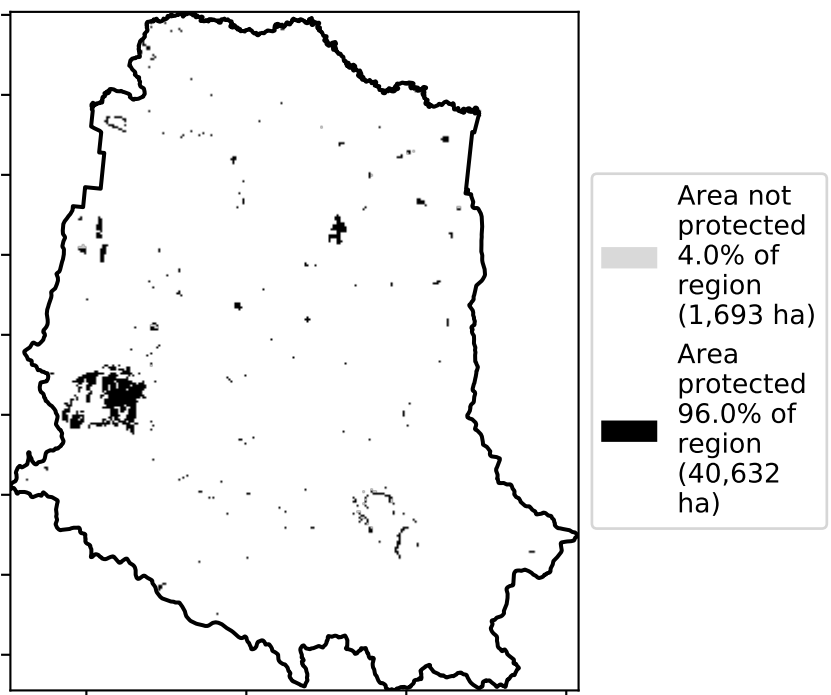 Area not
protected
4.0% of
region
(1,693 ha)
Area
protected
96.0% of
region
(40,632
ha)